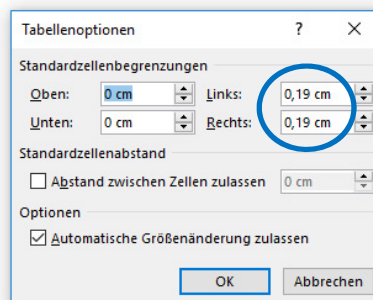 Tabellenoptionen ? ×
Standardzellenbegrenzungen
Oben: 0 cm Links: 0,19 cm
Unten: 0 cm Rechts: 0,19 cm
Standardzellenabstand
Abstand zwischen Zellen zulassen 0 cm
Optionen
Automatische Größenänderung zulassen
OK Abbrechen